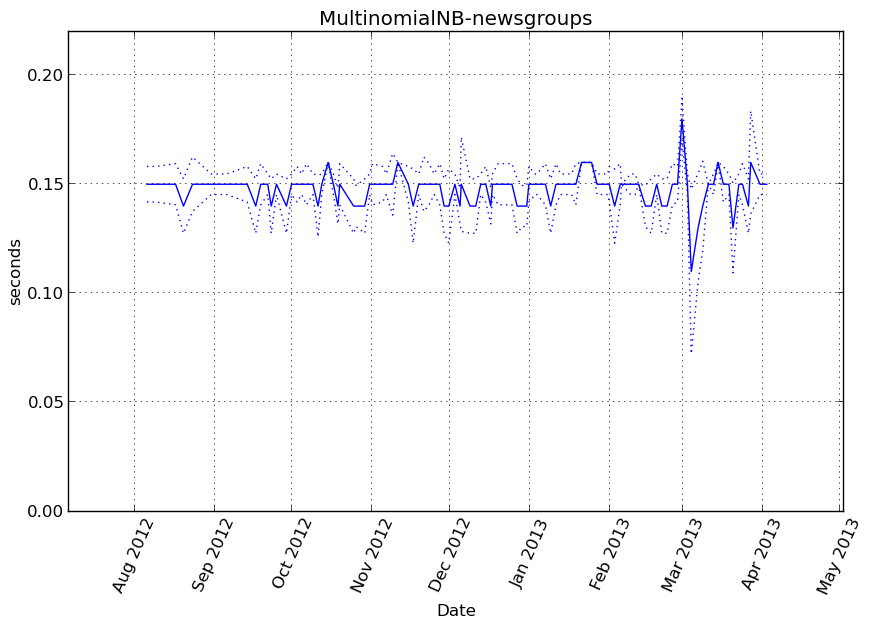 MultinomialNB-newsgroups
0.20
0.15
0.10
0.05
0.00
seconds
Aug 2012
Sep 2012
Oct 2012
Nov 2012
Dec 2012
Jan 2013
Feb 2013
Mar 2013
Apr 2013
May 2013
Date